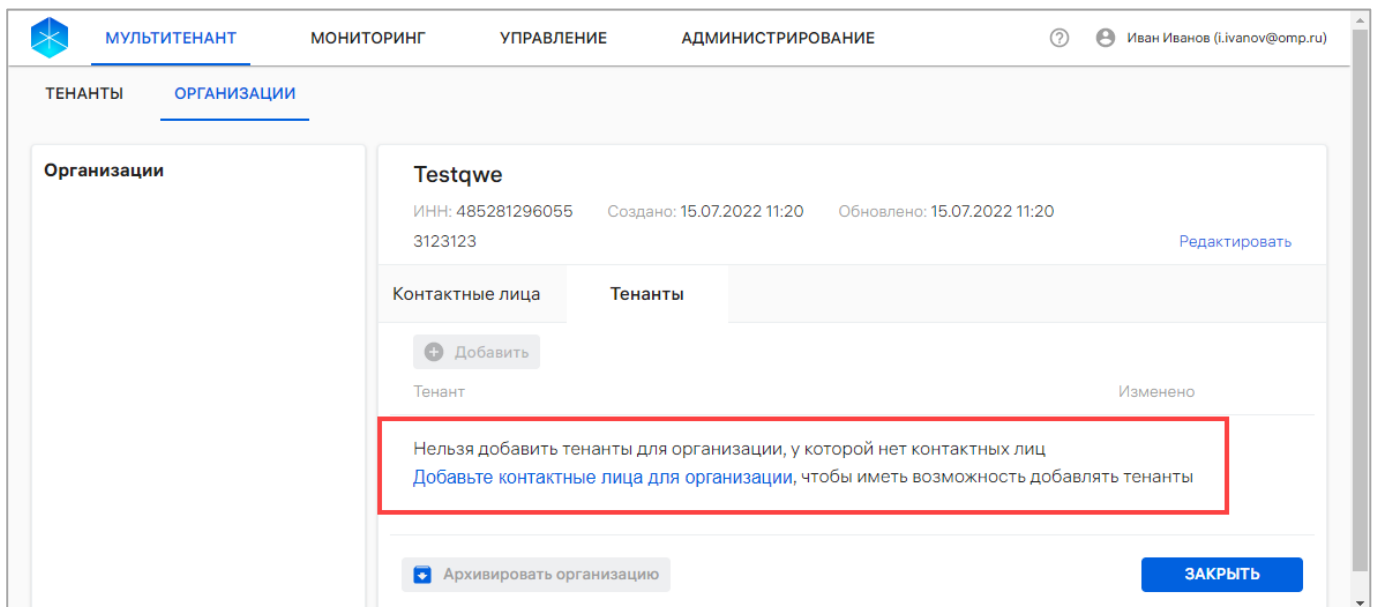 МУЛЬТИТЕНАНТ МОНИТОРИНГ УПРАВЛЕНИЕ АДМИНИСТРИРОВАНИЕ ? Иван Иванов (i.ivanov@omp.ru)
ТЕНАНТЫ ОРГАНИЗАЦИИ
Организации
Testqwe
ИНН: 485281296055 Создано: 15.07.2022 11:20 Обновлено: 15.07.2022 11:20
3123123
Редактировать
Контактные лица Тенанты
Добавить
Тенант Изменено
Нельзя добавить тенанты для организации, у которой нет контактных лиц
Добавьте контактные лица для организации, чтобы иметь возможность добавлять тенанты
Архивировать организацию ЗАКРЫТЬ